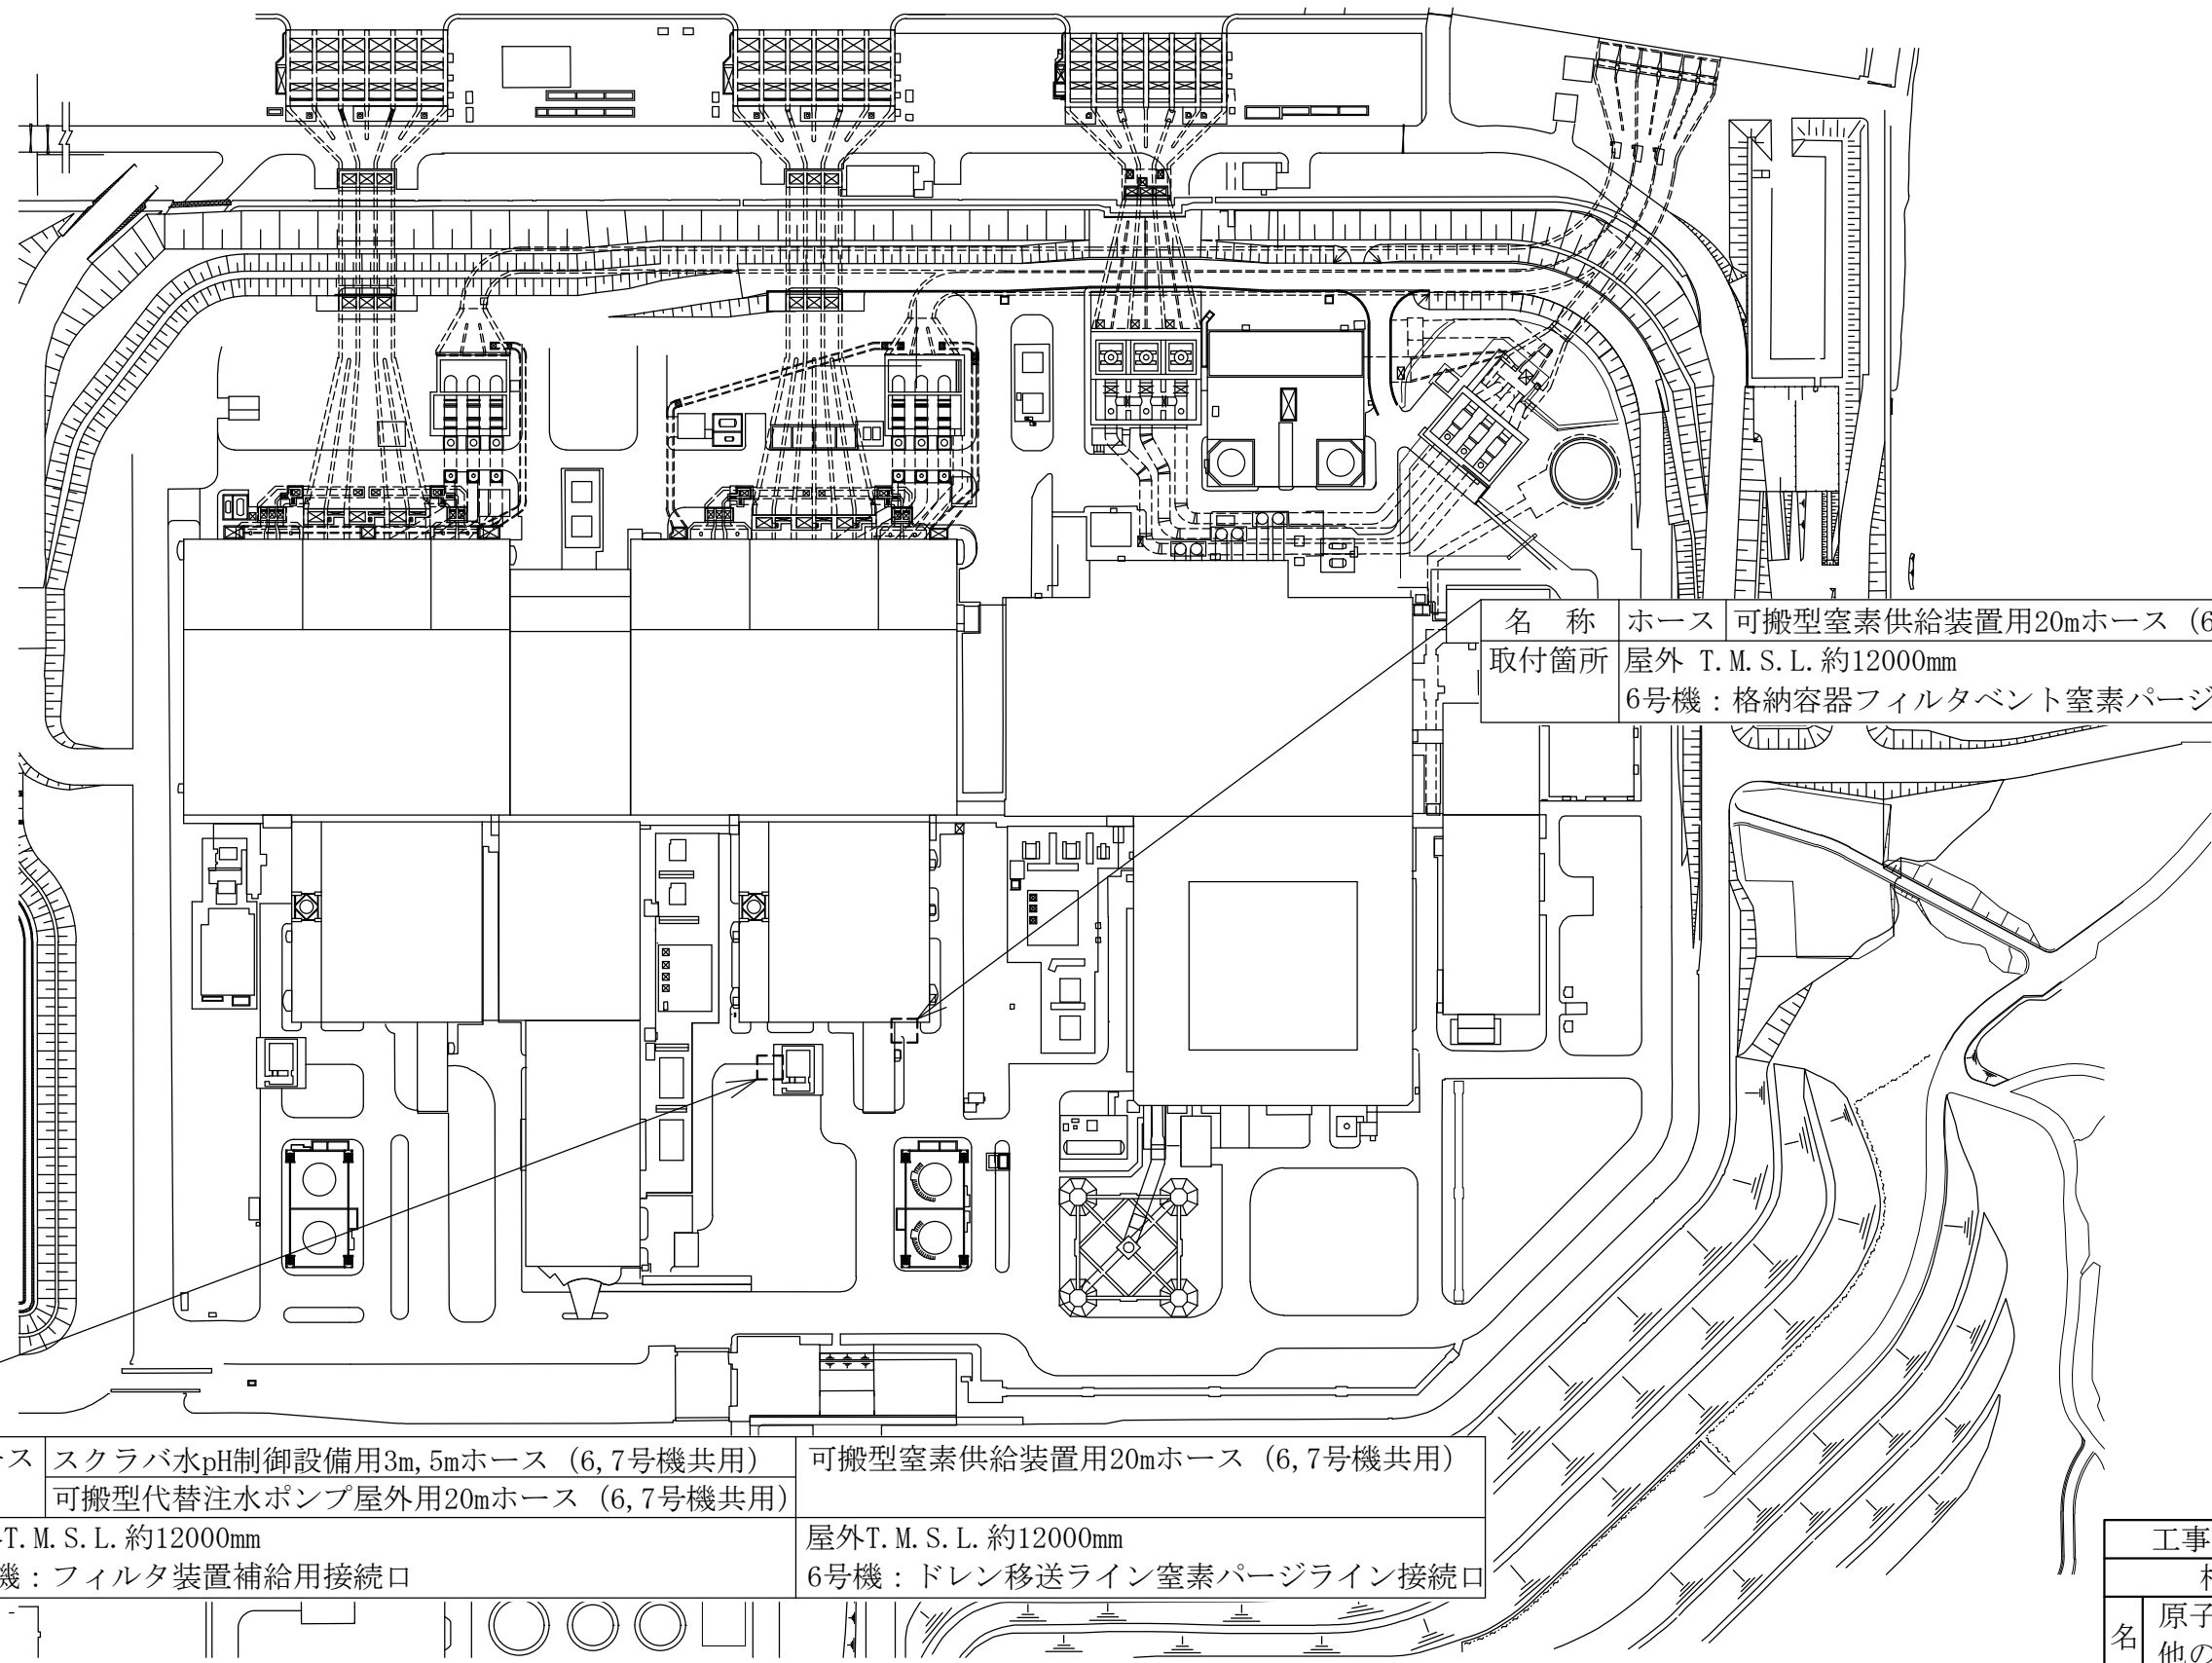 名 称 ホース 可搬型窒素供給装置用20mホース (6
取付箇所 屋外 T.M.S.L.約12000mm
6号機:格納容器フィルタベント窒素パージ
ース スクラバ水pH制御設備用3m,5mホース (6,7号機共用) 可搬型窒素供給装置用20mホース (6,7号機共用)
可搬型代替注水ポンプ屋外用20mホース (6,7号機共用)
T.M.S.L.約12000mm 屋外T.M.S.L.約12000mm
機:フィルタ装置補給用接続口 6号機:ドレン移送ライン窒素パージライン接続口
工事
名 原子
他の